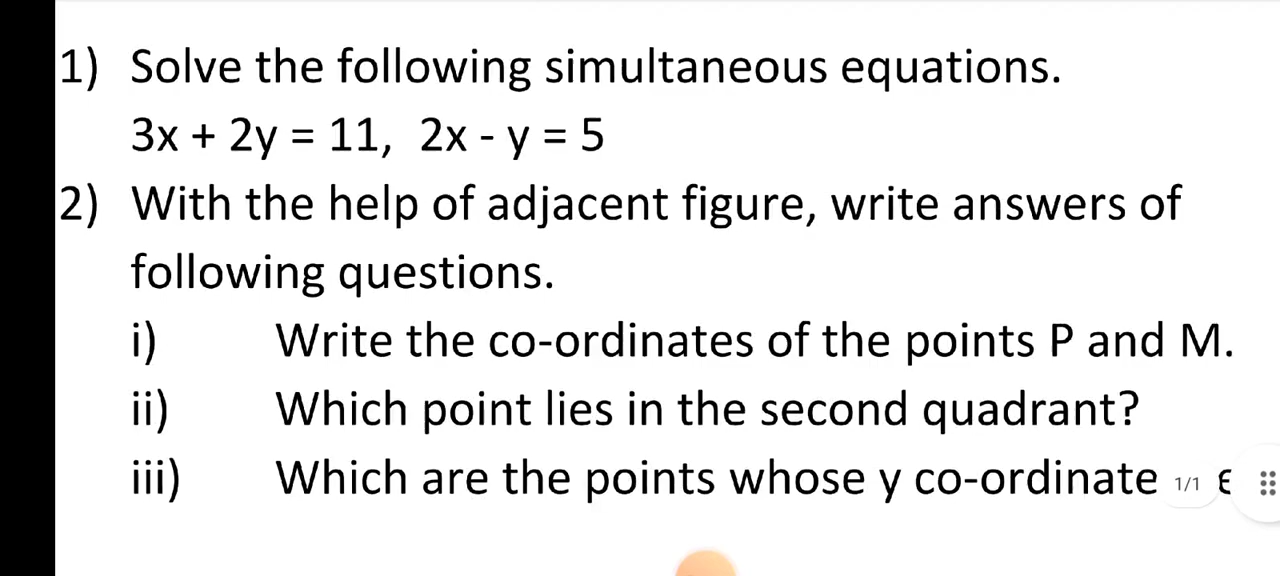 1) Solve the following simultaneous equations.
3x + 2y = 11, 2x - y = 5
2) With the help of adjacent figure, write answers of
following questions.
i) Write the co-ordinates of the points P and M.
ii) Which point lies in the second quadrant?
iii) Which are the points whose y co-ordinate
1/1